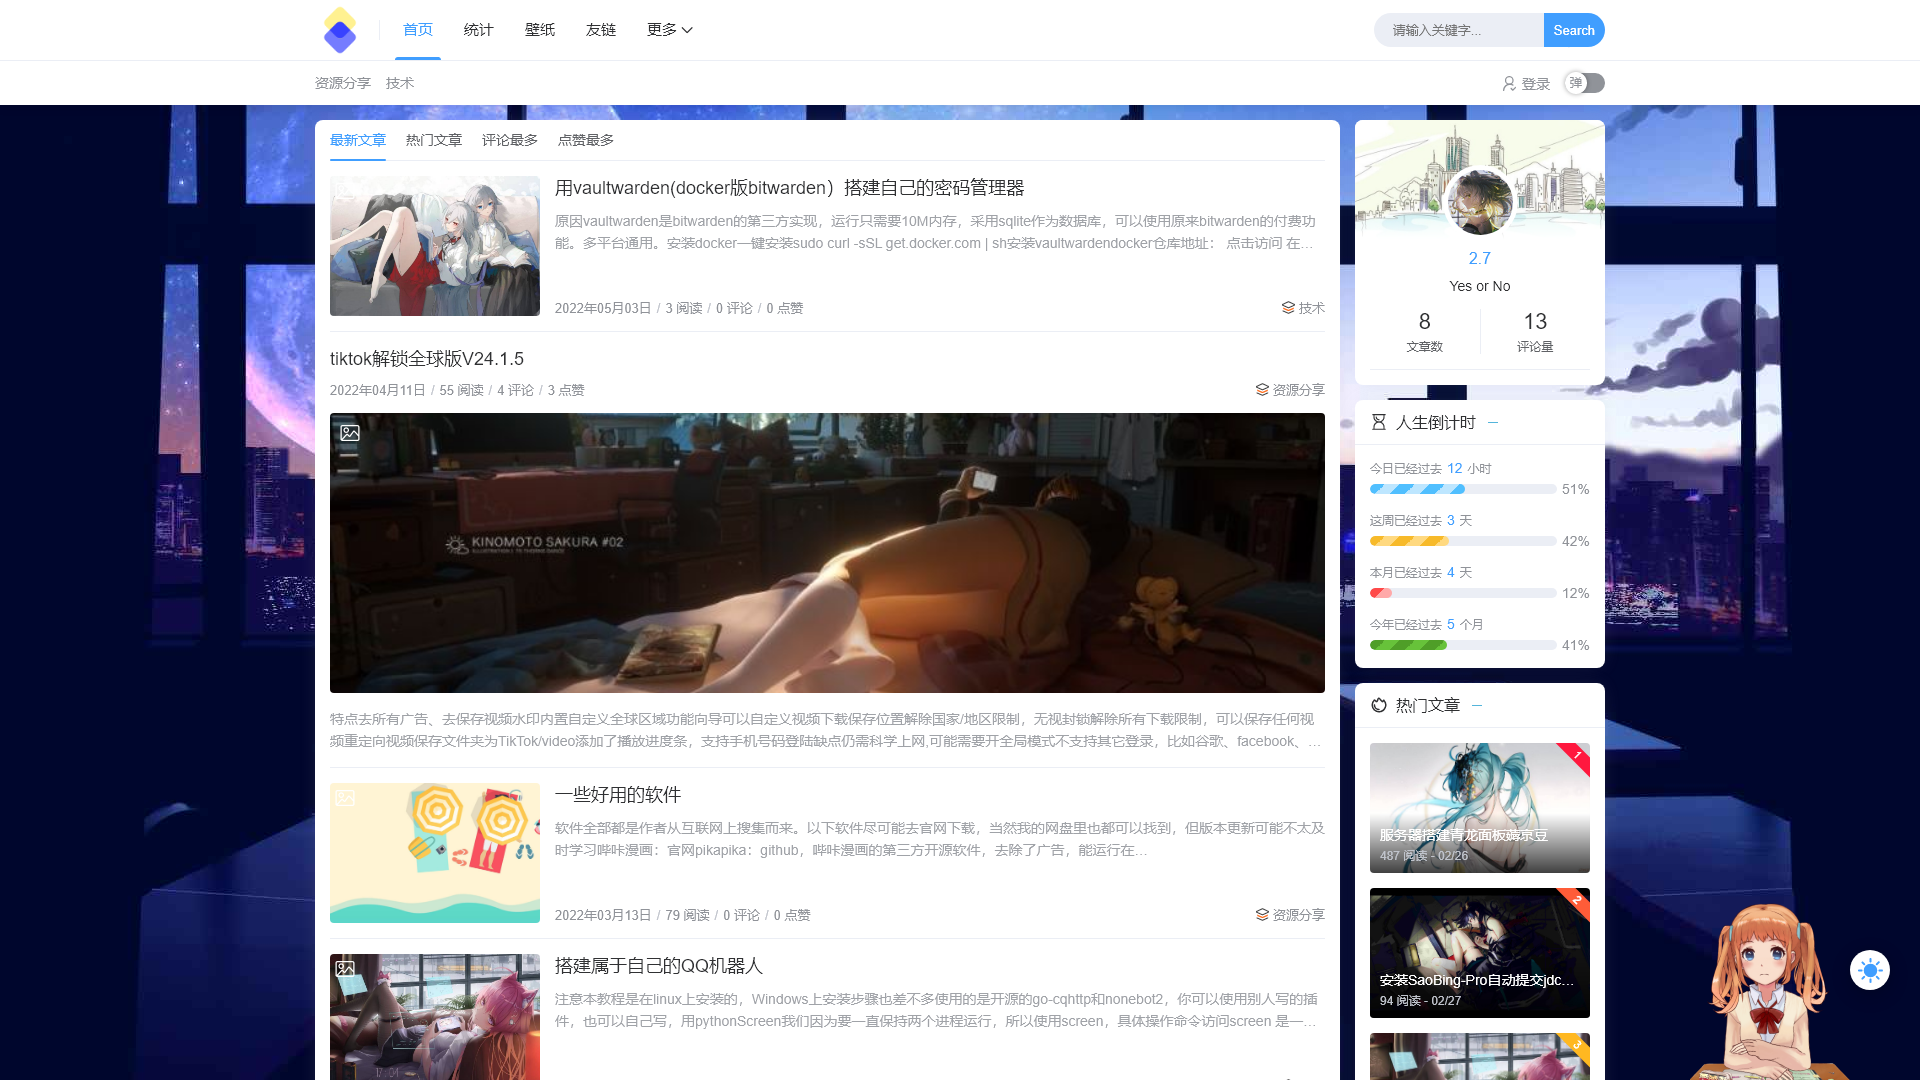 首页
统计
壁纸
友链
更多
请输入关键字...
Search
资源分享
技术
登录
弹
最新文章
热门文章
评论最多
点赞最多
用vaultwarden(docker版bitwarden）搭建自己的密码管理器
原因vaultwarden是bitwarden的第三方实现，运行只需要10M内存，采用sqlite作为数据库，可以使用原来bitwarden的付费功
能。多平台通用。安装docker一键安装sudo curl -sSL get.docker.com | sh安装vaultwardendocker仓库地址： 点击访问 在…
2022年05月03日 / 3 阅读 / 0 评论 / 0 点赞
技术
tiktok解锁全球版V24.1.5
2022年04月11日 / 55 阅读 / 4 评论 / 3 点赞
资源分享
KINOMOTO SAKURA #02
特点去所有广告、去保存视频水印内置自定义全球区域功能向导可以自定义视频下载保存位置解除国家/地区限制，无视封锁解除所有下载限制，可以保存任何视
频重定向视频保存文件夹为TikTok/video添加了播放进度条，支持手机号码登陆缺点仍需科学上网,可能需要开全局模式不支持其它登录，比如谷歌、facebook、…
一些好用的软件
软件全部都是作者从互联网上搜集而来。以下软件尽可能去官网下载，当然我的网盘里也都可以找到，但版本更新可能不太及
时学习哔咔漫画：官网pikapika：github，哔咔漫画的第三方开源软件，去除了广告，能运行在…
2022年03月13日 / 79 阅读 / 0 评论 / 0 点赞
资源分享
搭建属于自己的QQ机器人
注意本教程是在linux上安装的，Windows上安装步骤也差不多使用的是开源的go-cqhttp和nonebot2，你可以使用别人写的插
件，也可以自己写，用pythonScreen我们因为要一直保持两个进程运行，所以使用screen，具体操作命令访问screen 是一…
17:04
2.7
Yes or No
8
文章数
13
评论量
人生倒计时
今日已经过去 12 小时
51%
这周已经过去 3 天
42%
本月已经过去 4 天
12%
今年已经过去 5 个月
41%
热门文章
1
服务器搭建青龙面板薅京豆
487 阅读 - 02/26
2
安装SaoBing-Pro自动提交jdc…
94 阅读 - 02/27
3